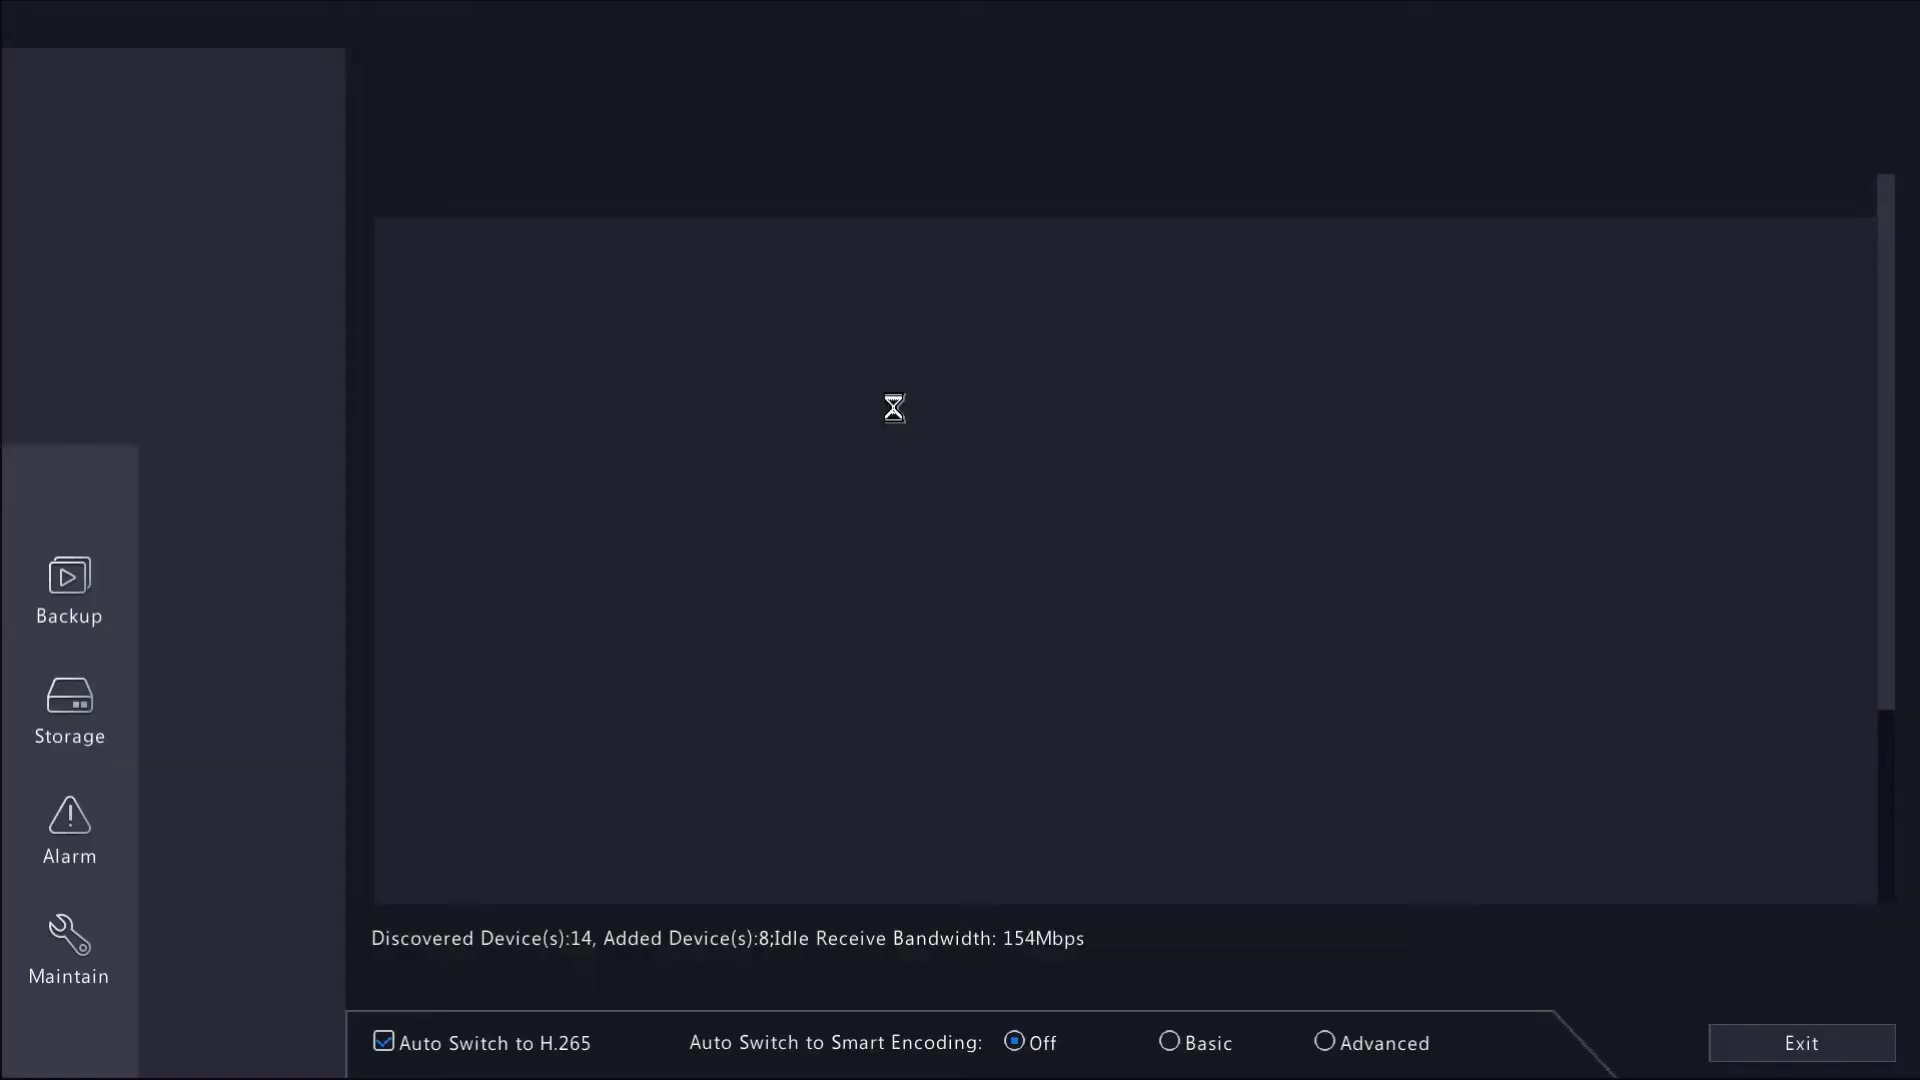 Backup
Storage
Alarm
Maintain
Discovered Device(s):14, Added Device(s):8;Idle Receive Bandwidth: 154Mbps
Auto Switch to H.265 Auto Switch to Smart Encoding: Off Basic Advanced Exit